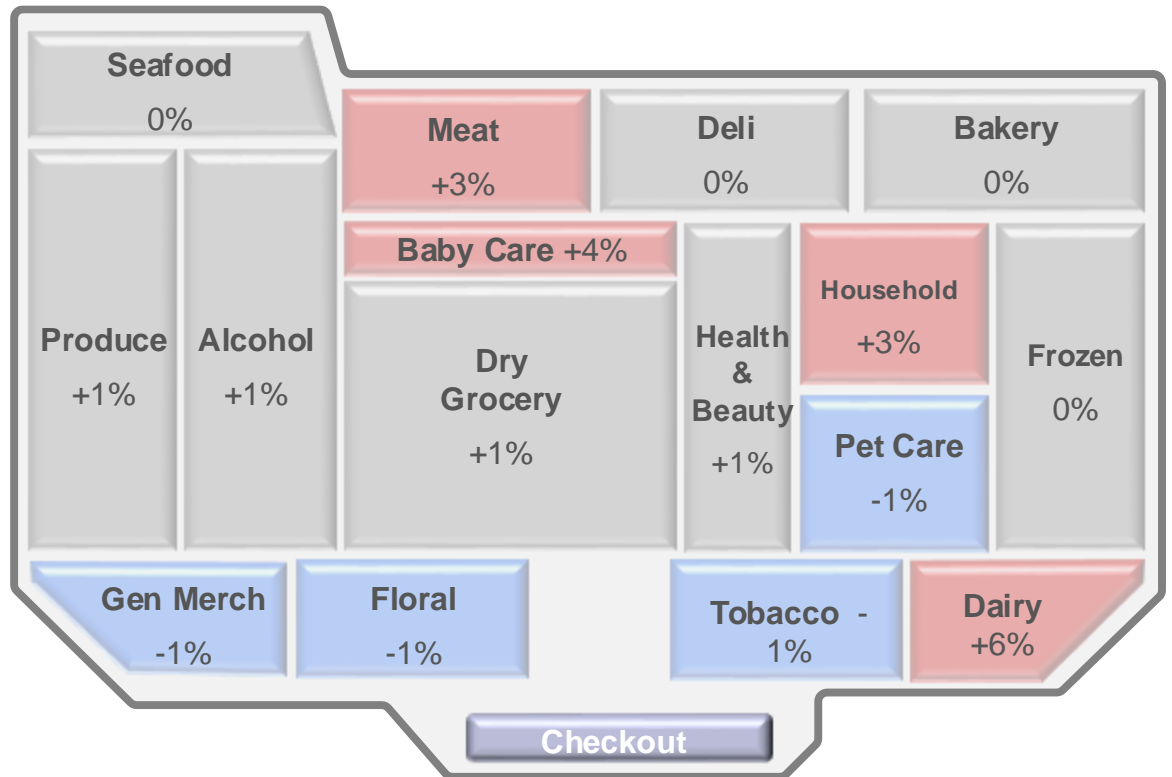 Seafood
0%
Meat
+3%
Deli
0%
Bakery
0%
Baby Care +4%
Produce
+1%
Alcohol
+1%
Dry
Grocery
+1%
Health
&
Beauty
+1%
Household
+3%
Pet Care
-1%
Frozen
0%
Gen Merch
-1%
Floral
-1%
Tobacco -
1%
Dairy
+6%
Checkout